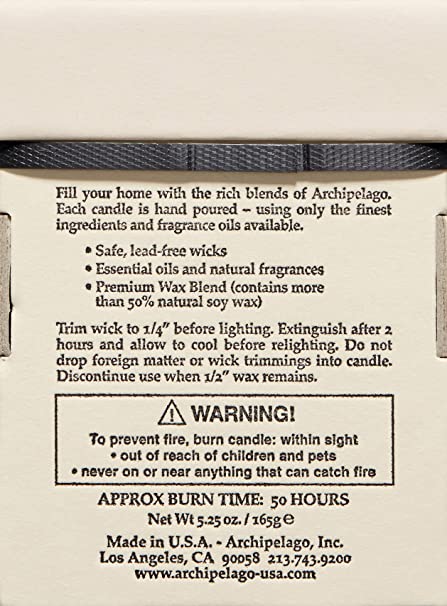 Fill your home with the rich blends of Archipelago.
Each candle is hand poured – using only the finest
ingredients and fragrance oils available.
• Safe, lead-free wicks
• Essential oils and natural fragrances
• Premium Wax Blend (contains more
than 50% natural soy wax)
Trim wick to 1/4" before lighting. Extinguish after 2
hours and allow to cool before relighting. Do not
drop foreign matter or wick trimmings into candle.
Discontinue use when 1/2" wax remains.
⚠ WARNING!
To prevent fire, burn candle: within sight
• out of reach of children and pets
• never on or near anything that can catch fire
APPROX BURN TIME: 50 HOURS
Net Wt 5.25 oz. / 165g ℮
Made in U.S.A. - Archipelago, Inc.
Los Angeles, CA 90058 213.743.9200
www.archipelago-usa.com